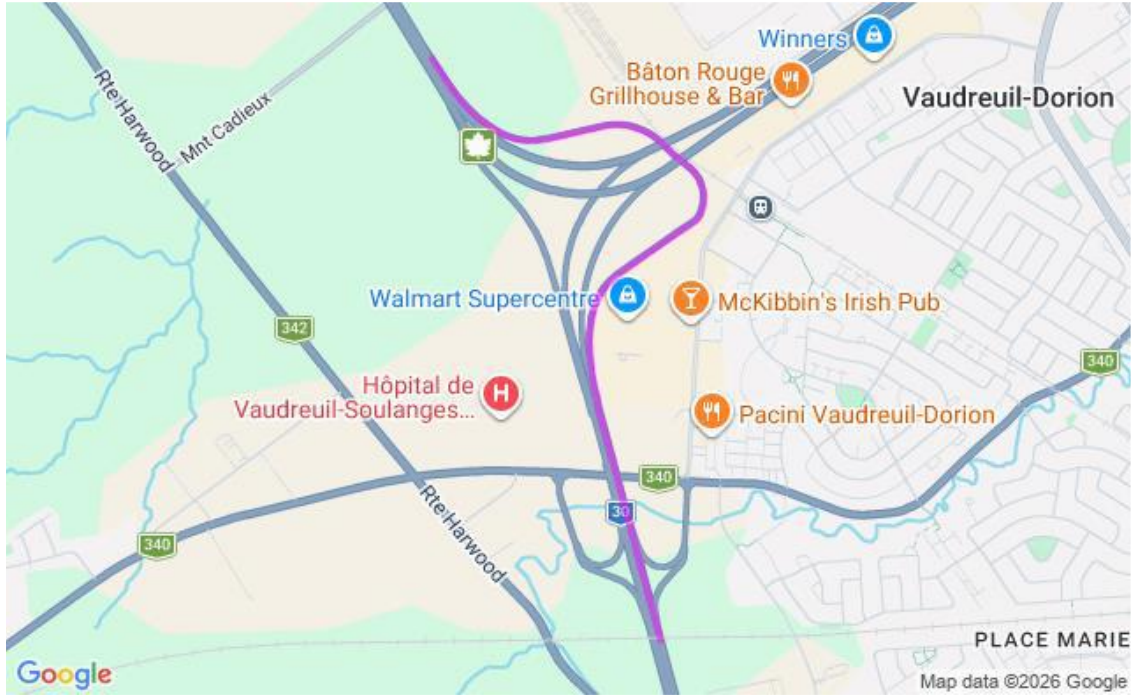 Winners
Bâton Rouge
Grillhouse & Bar
Vaudreuil-Dorion
Rte Harwood
Mnt Cadieux
Walmart Supercentre
McKibbin's Irish Pub
342
340
Hôpital de
Vaudreuil-Soulanges...
Pacini Vaudreuil-Dorion
340
30
Rte Harwood
340
PLACE MARIE
Google
Map data ©2026 Google